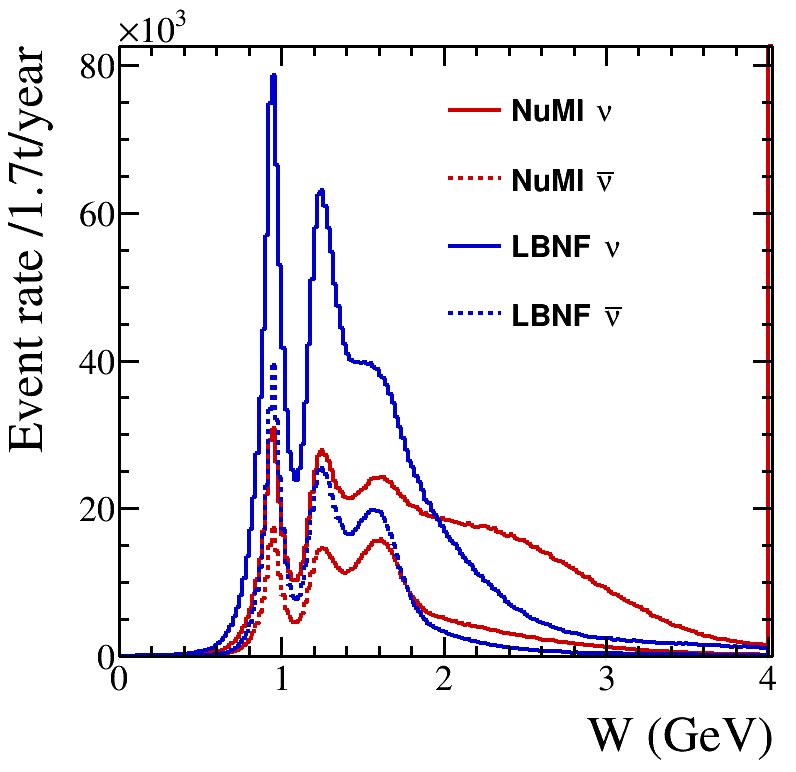 ×10³
Event rate /1.7t/year
80
60
40
20
0
NuMI ν
NuMI ν̅
LBNF ν
LBNF ν̅
0 1 2 3 4
W (GeV)